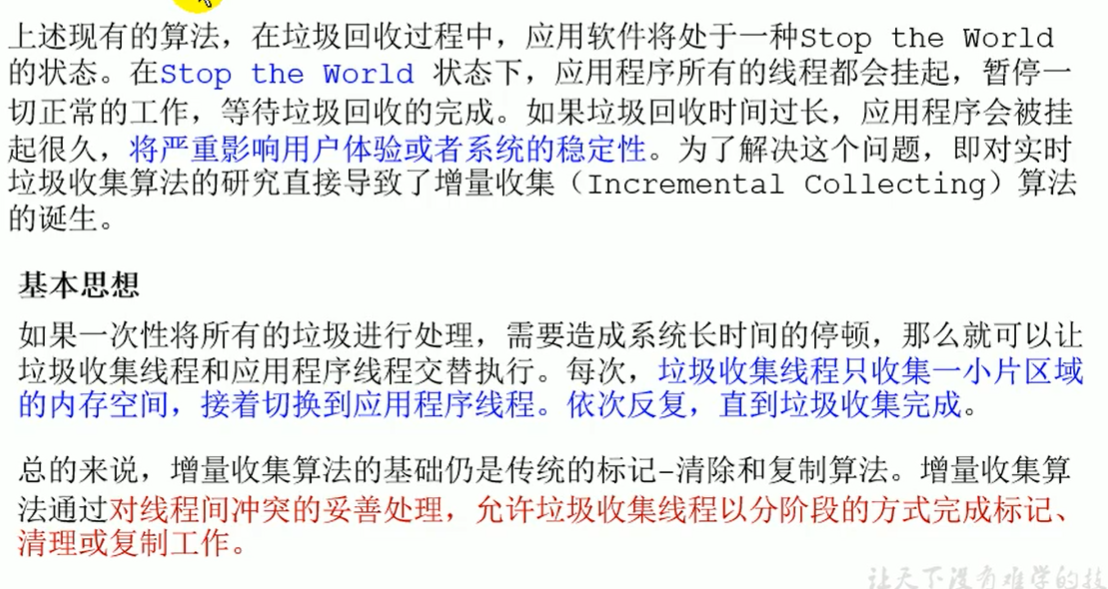 上述现有的算法，在垃圾回收过程中，应用软件将处于一种Stop the World
的状态。在Stop the World 状态下，应用程序所有的线程都会挂起，暂停一
切正常的工作，等待垃圾回收的完成。如果垃圾回收时间过长，应用程序会被挂
起很久，将严重影响用户体验或者系统的稳定性。为了解决这个问题，即对实时
垃圾收集算法的研究直接导致了增量收集（Incremental Collecting）算法
的诞生。
基本思想
如果一次性将所有的垃圾进行处理，需要造成系统长时间的停顿，那么就可以让
垃圾收集线程和应用程序线程交替执行。每次，垃圾收集线程只收集一小片区域
的内存空间，接着切换到应用程序线程。依次反复，直到垃圾收集完成。
总的来说，增量收集算法的基础仍是传统的标记-清除和复制算法。增量收集算
法通过对线程间冲突的妥善处理，允许垃圾收集线程以分阶段的方式完成标记、
清理或复制工作。
让天下没有难学的技